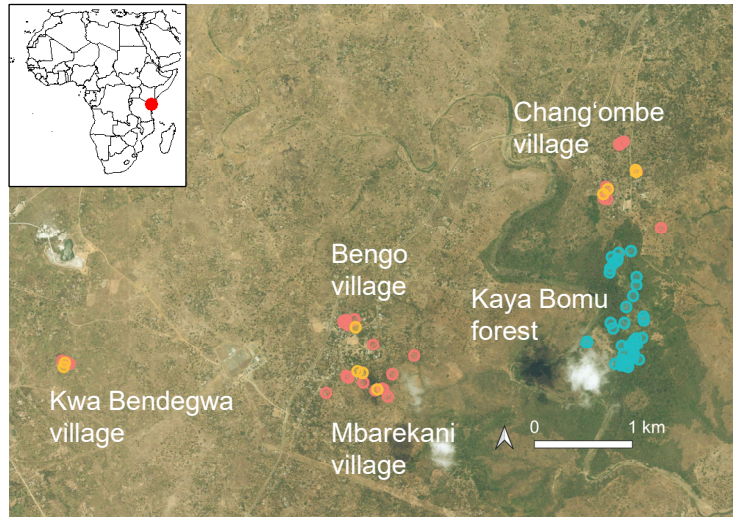 Chang‘ombe
village
Bengo
village
Kaya Bomu
forest
Kwa Bendegwa
village
Mbarekani
village
0
1 km